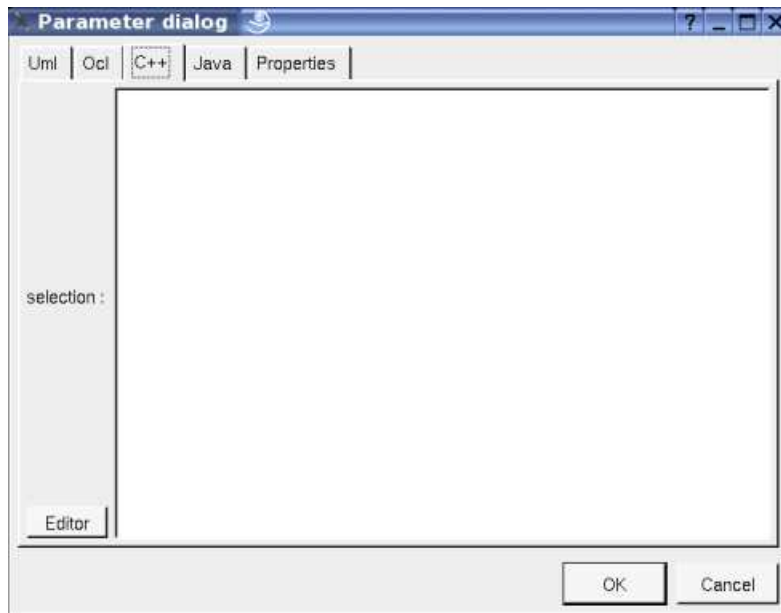 Parameter dialog ? _ X
Uml Ocl C++ Java Properties
selection :
Editor
OK Cancel